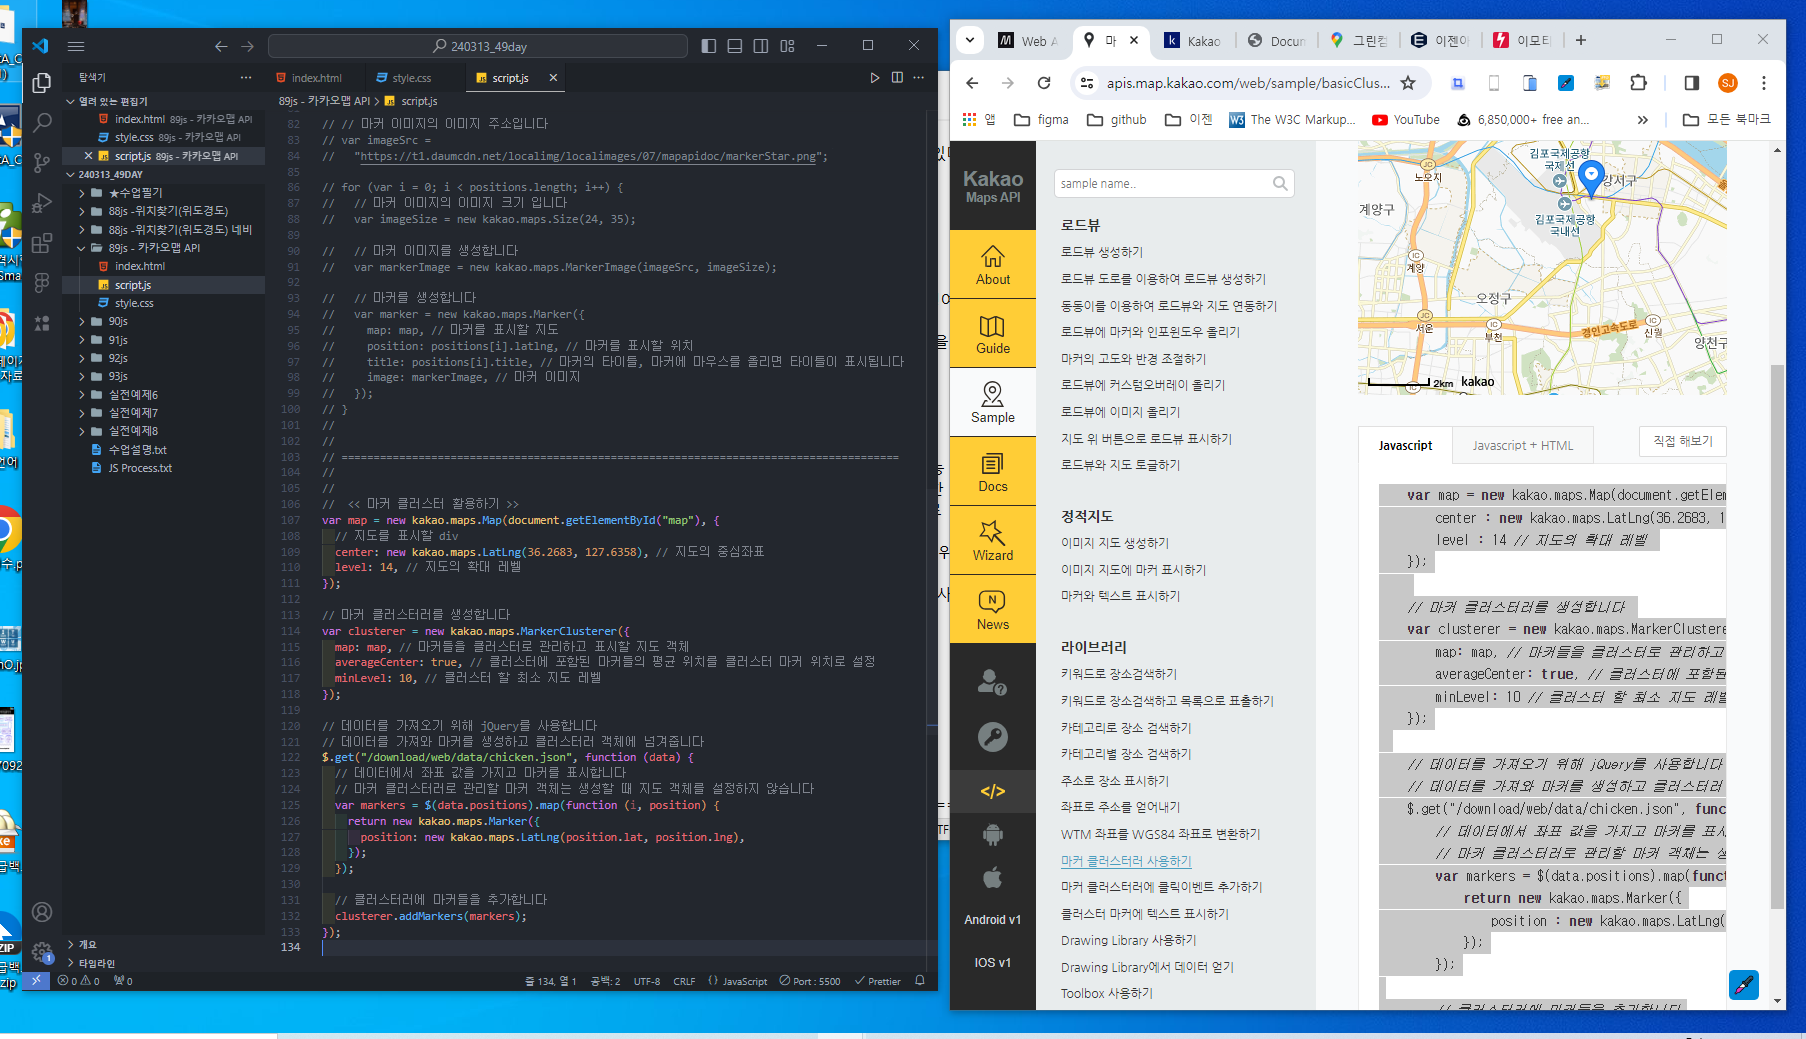 240313_49day
탐색기
index.html
style.css
script.js
열려 있는 편집기
index.html 89js - 카카오맵 API
style.css 89js - 카카오맵 API
script.js 89js - 카카오맵 API
240313_49DAY
★수업필기
88js -위치찾기(위도경도)
88js -위치찾기(위도경도) 네비
89js - 카카오맵 API
index.html
script.js
style.css
90js
91js
92js
93js
실전예제6
실전예제7
실전예제8
수업설명.txt
JS Process.txt
개요
타임라인
89js - 카카오맵 API > script.js
82 // // 마커 이미지의 이미지 주소입니다
83 // var imageSrc =
84 //   "https://t1.daumcdn.net/localimg/localimages/07/mapapidoc/markerStar.png";
85
86 // for (var i = 0; i < positions.length; i++) {
87 //   // 마커 이미지의 이미지 크기 입니다
88 //   var imageSize = new kakao.maps.Size(24, 35);
89
90 //   // 마커 이미지를 생성합니다
91 //   var markerImage = new kakao.maps.MarkerImage(imageSrc, imageSize);
92
93 //   // 마커를 생성합니다
94 //   var marker = new kakao.maps.Marker({
95 //     map: map, // 마커를 표시할 지도
96 //     position: positions[i].latlng, // 마커를 표시할 위치
97 //     title: positions[i].title, // 마커의 타이틀, 마커에 마우스를 올리면 타이틀이 표시됩니다
98 //     image: markerImage, // 마커 이미지
99 //   });
100 // }
101 //
102 //
103 // =======================================================================================
104 //
105 //
106 //  << 마커 클러스터 활용하기 >>
107 var map = new kakao.maps.Map(document.getElementById("map"), {
108   // 지도를 표시할 div
109   center: new kakao.maps.LatLng(36.2683, 127.6358), // 지도의 중심좌표
110   level: 14, // 지도의 확대 레벨
111 });
112
113 // 마커 클러스터러를 생성합니다
114 var clusterer = new kakao.maps.MarkerClusterer({
115   map: map, // 마커들을 클러스터로 관리하고 표시할 지도 객체
116   averageCenter: true, // 클러스터에 포함된 마커들의 평균 위치를 클러스터 마커 위치로 설정
117   minLevel: 10, // 클러스터 할 최소 지도 레벨
118 });
119
120 // 데이터를 가져오기 위해 jQuery를 사용합니다
121 // 데이터를 가져와 마커를 생성하고 클러스터러 객체에 넘겨줍니다
122 $.get("/download/web/data/chicken.json", function (data) {
123   // 데이터에서 좌표 값을 가지고 마커를 표시합니다
124   // 마커 클러스터러로 관리할 마커 객체는 생성할 때 지도 객체를 설정하지 않습니다
125   var markers = $(data.positions).map(function (i, position) {
126     return new kakao.maps.Marker({
127       position: new kakao.maps.LatLng(position.lat, position.lng),
128     });
129   });
130
131   // 클러스터러에 마커들을 추가합니다
132   clusterer.addMarkers(markers);
133 });
134
0 0 0
줄 134, 열 1 공백: 2 UTF-8 CRLF JavaScript Port : 5500 Prettier
Web A
마
Kakao
Docum
그린컴
이젠아
이모티
apis.map.kakao.com/web/sample/basicClus...
SJ
앱 figma github 이젠 The W3C Markup... YouTube 6,850,000+ free an... » 모든 북마크
Kakao
Maps API
About
Guide
Sample
Docs
Wizard
News
</>
Android v1
IOS v1
sample name..
로드뷰
로드뷰 생성하기
로드뷰 도로를 이용하여 로드뷰 생성하기
동동이를 이용하여 로드뷰와 지도 연동하기
로드뷰에 마커와 인포윈도우 올리기
마커의 고도와 반경 조절하기
로드뷰에 커스텀오버레이 올리기
로드뷰에 이미지 올리기
지도 위 버튼으로 로드뷰 표시하기
로드뷰와 지도 토글하기
정적지도
이미지 지도 생성하기
이미지 지도에 마커 표시하기
마커와 텍스트 표시하기
라이브러리
키워드로 장소검색하기
키워드로 장소검색하고 목록으로 표출하기
카테고리로 장소 검색하기
카테고리별 장소 검색하기
주소로 장소 표시하기
좌표로 주소를 얻어내기
WTM 좌표를 WGS84 좌표로 변환하기
마커 클러스터러 사용하기
마커 클러스터러에 클릭이벤트 추가하기
클러스터 마커에 텍스트 표시하기
Drawing Library 사용하기
Drawing Library에서 데이터 얻기
Toolbox 사용하기
김포국제공항
국제선
노오지
강서구
계양구
김포국제공항
국내선
IC
계양
오정구
JC
서운
IC
부천
경인고속도로
IC
신월
양천구
2km kakao
Javascript
Javascript + HTML
직접 해보기
var map = new kakao.maps.Map(document.getElem
center : new kakao.maps.LatLng(36.2683, 1
level : 14 // 지도의 확대 레벨
});
// 마커 클러스터러를 생성합니다
var clusterer = new kakao.maps.MarkerClustere
map: map, // 마커들을 클러스터로 관리하고
averageCenter: true, // 클러스터에 포함된
minLevel: 10 // 클러스터 할 최소 지도 레벨
});
// 데이터를 가져오기 위해 jQuery를 사용합니다
// 데이터를 가져와 마커를 생성하고 클러스터러
$.get("/download/web/data/chicken.json", func
// 데이터에서 좌표 값을 가지고 마커를 표시
// 마커 클러스터러로 관리할 마커 객체는 생
var markers = $(data.positions).map(funct
return new kakao.maps.Marker({
position : new kakao.maps.LatLng(
});
});
// 클러스터러에 마커들을 추가합니다